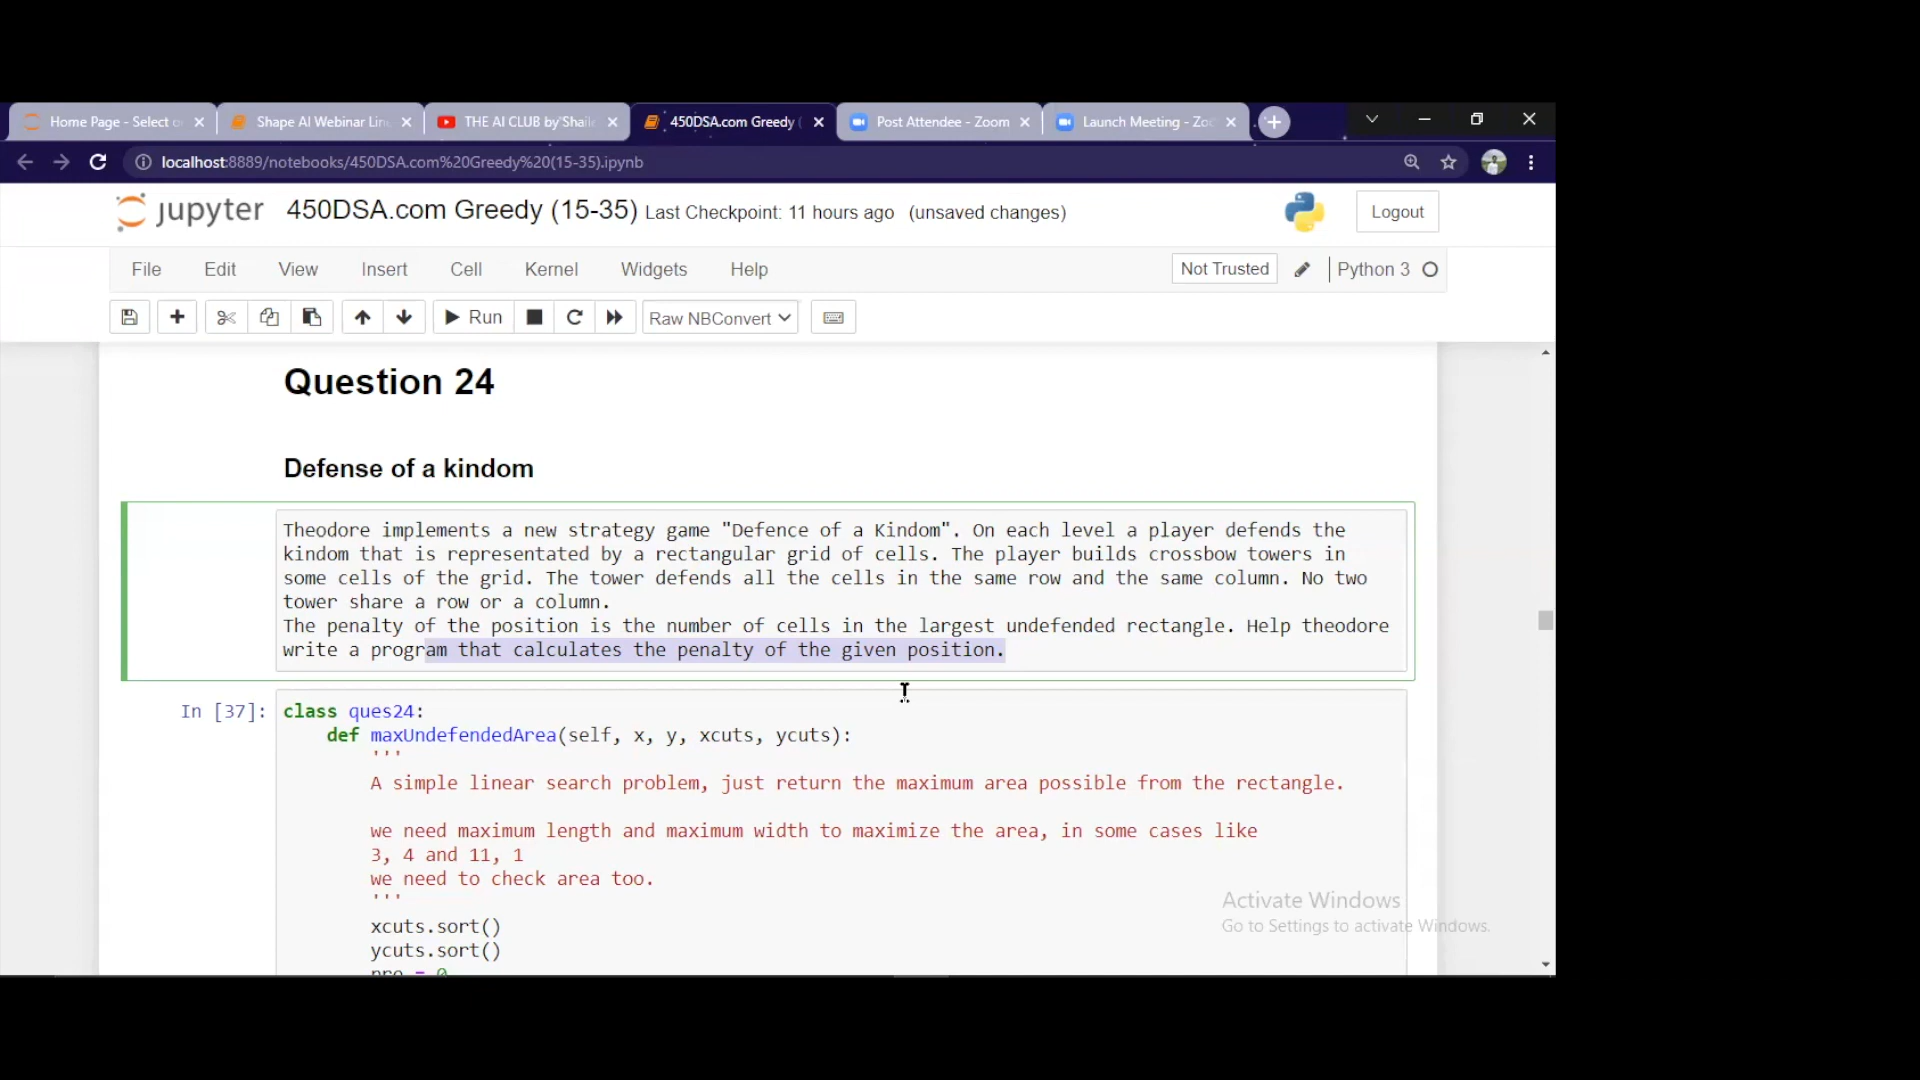 Home Page - Select o
Shape AI Webinar Lin
THE AI CLUB by Shail
450DSA.com Greedy (
Post Attendee - Zoom
Launch Meeting - Zo
localhost:8889/notebooks/450DSA.com%20Greedy%20(15-35).ipynb
jupyter 450DSA.com Greedy (15-35) Last Checkpoint: 11 hours ago (unsaved changes)
Logout
File Edit View Insert Cell Kernel Widgets Help
Not Trusted
Python 3
Run
Raw NBConvert
Question 24
Defense of a kindom
Theodore implements a new strategy game "Defence of a Kindom". On each level a player defends the
kindom that is representated by a rectangular grid of cells. The player builds crossbow towers in
some cells of the grid. The tower defends all the cells in the same row and the same column. No two
tower share a row or a column.
The penalty of the position is the number of cells in the largest undefended rectangle. Help theodore
write a program that calculates the penalty of the given position.
In [37]:
class ques24:
def maxUndefendedArea(self, x, y, xcuts, ycuts):
'''
A simple linear search problem, just return the maximum area possible from the rectangle.
we need maximum length and maximum width to maximize the area, in some cases like
3, 4 and 11, 1
we need to check area too.
'''
xcuts.sort()
ycuts.sort()
pre = 0
Activate Windows
Go to Settings to activate Windows.